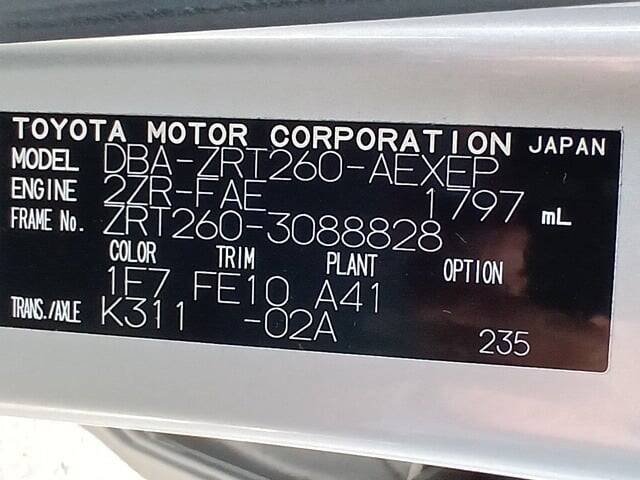 TOYOTA MOTOR CORPORATION JAPAN
MODEL DBA-ZRT260-AEXEP
ENGINE 2ZR-FAE 1797 mL
FRAME No. ZRT260-3088828
COLOR TRIM PLANT OPTION
1F7 FE10 A41
TRANS./AXLE K311 -02A 235